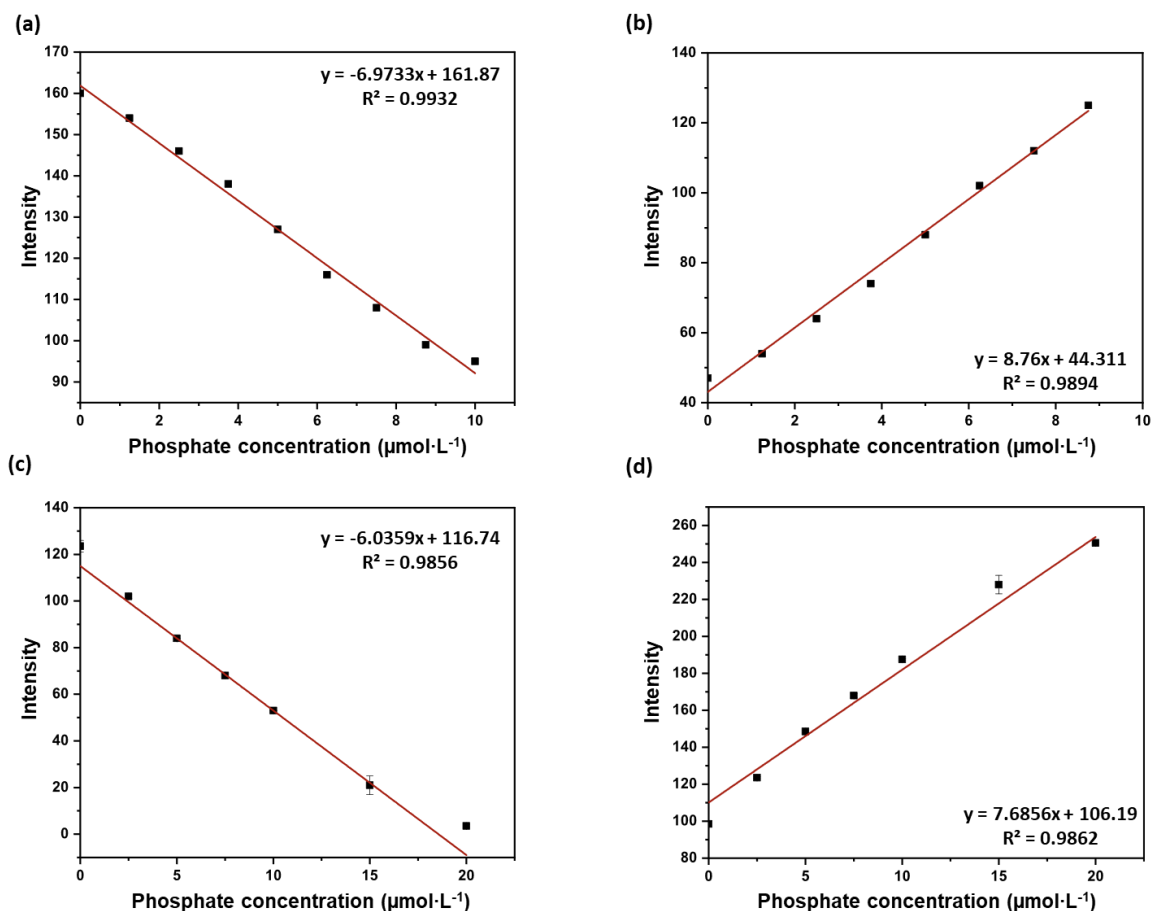 (a)
170
160
150
140
130
120
110
100
90
0
2
4
6
8
10
Intensity
Phosphate concentration (µmol·L⁻¹)
y = -6.9733x + 161.87
R² = 0.9932
(b)
140
120
100
80
60
40
0
2
4
6
8
10
Intensity
Phosphate concentration (µmol·L⁻¹)
y = 8.76x + 44.311
R² = 0.9894
(c)
140
120
100
80
60
40
20
0
0
5
10
15
20
Intensity
Phosphate concentration (µmol·L⁻¹)
y = -6.0359x + 116.74
R² = 0.9856
(d)
260
240
220
200
180
160
140
120
100
80
0
5
10
15
20
Intensity
Phosphate concentration (µmol·L⁻¹)
y = 7.6856x + 106.19
R² = 0.9862